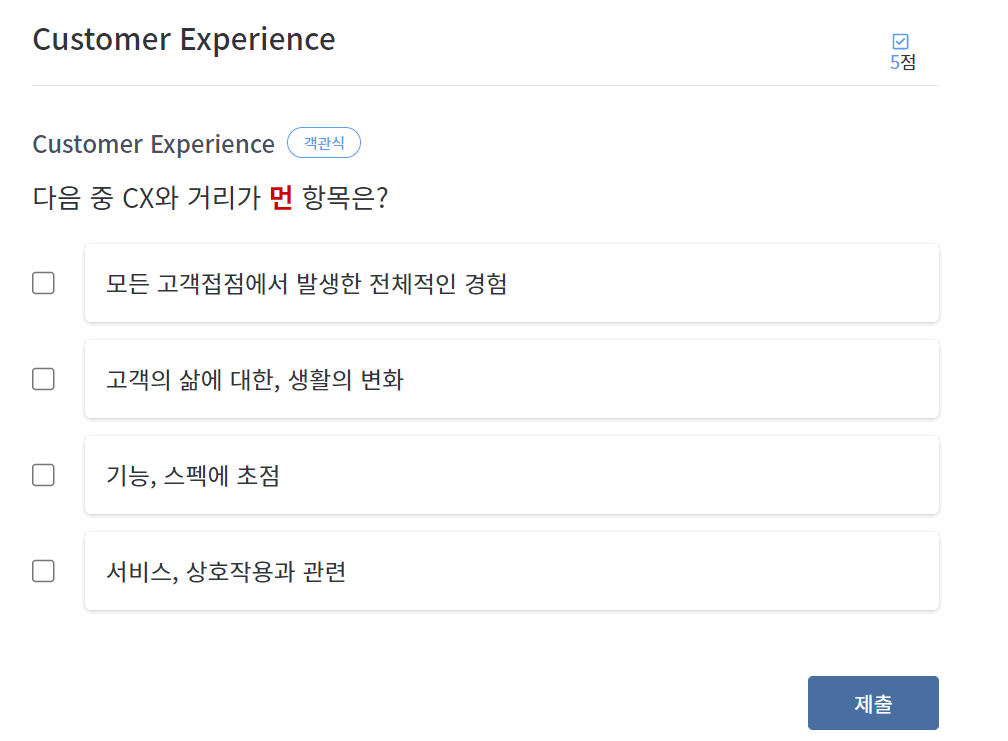 Customer Experience
5점
Customer Experience 객관식
다음 중 CX와 거리가 먼 항목은?
모든 고객접점에서 발생한 전체적인 경험
고객의 삶에 대한, 생활의 변화
기능, 스펙에 초점
서비스, 상호작용과 관련
제출